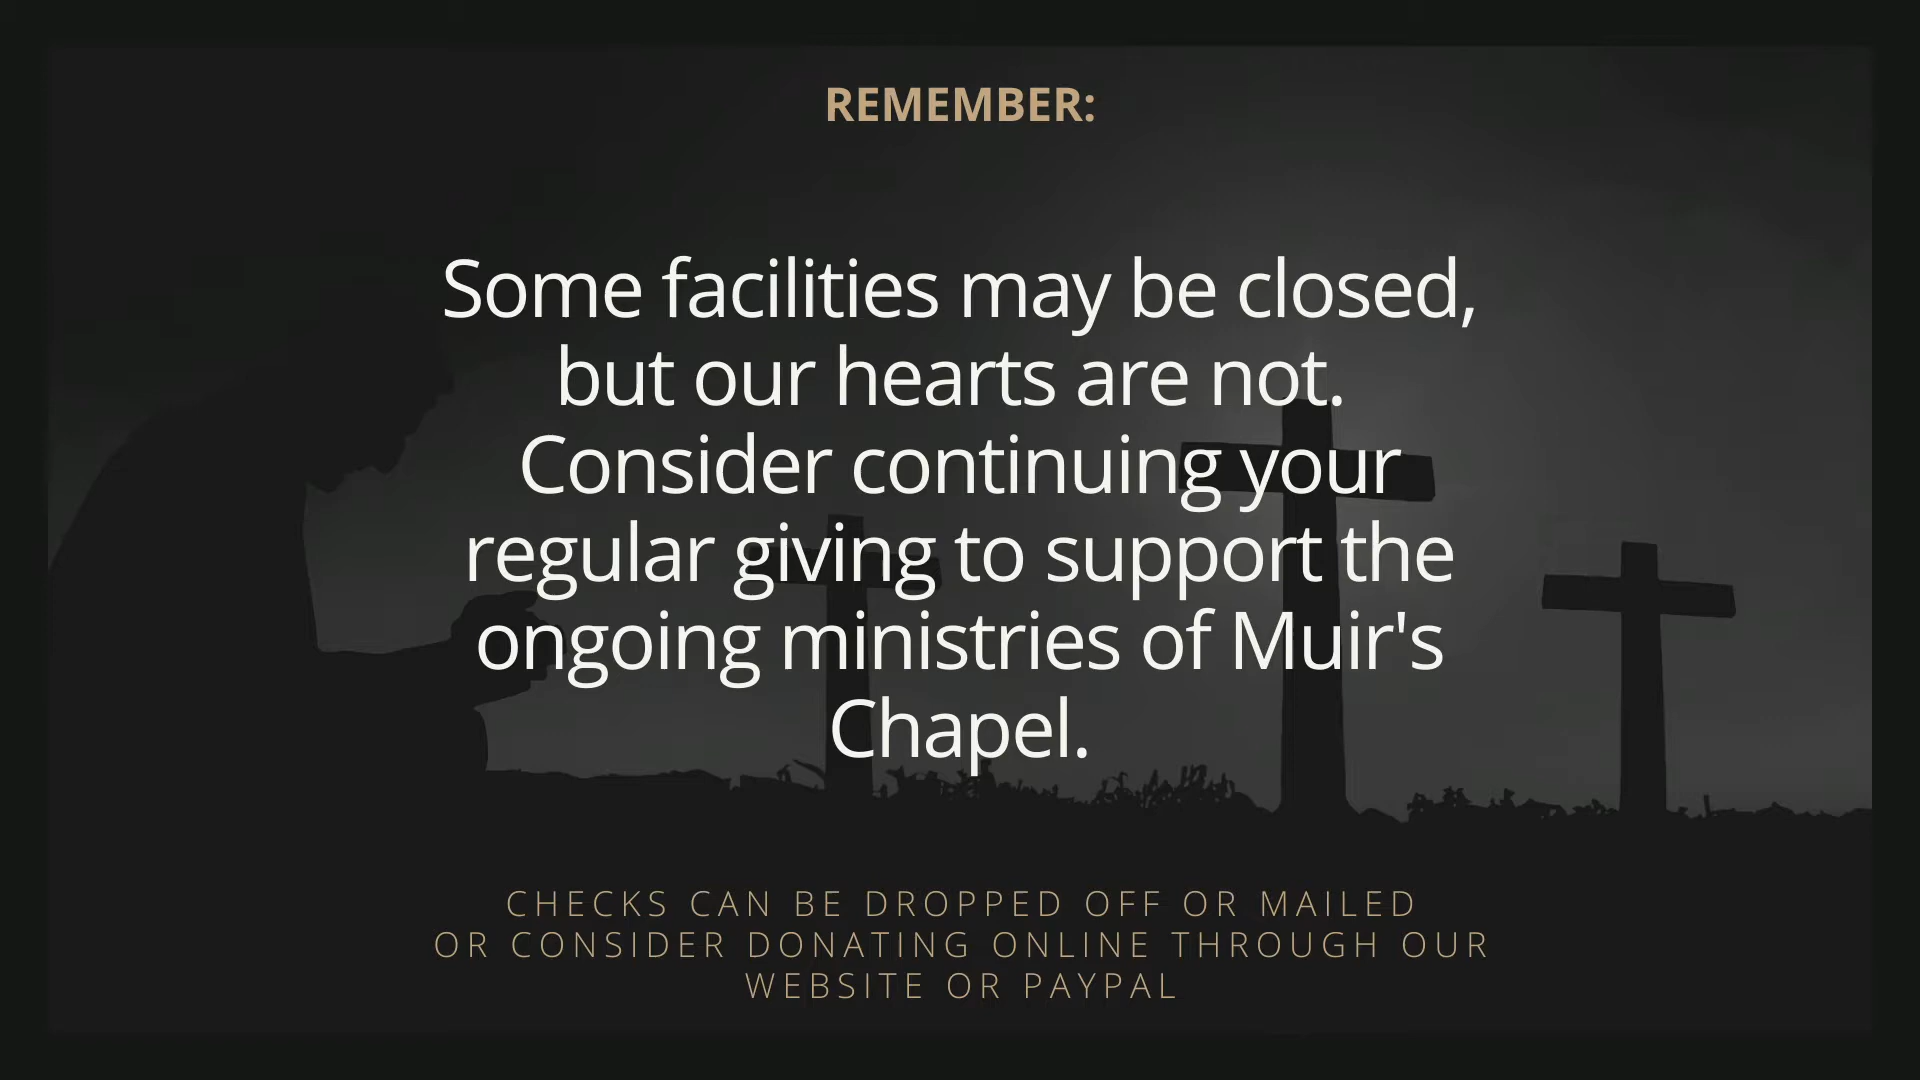 REMEMBER:
Some facilities may be closed,
but our hearts are not.
Consider continuing your
regular giving to support the
ongoing ministries of Muir's
Chapel.
CHECKS CAN BE DROPPED OFF OR MAILED
OR CONSIDER DONATING ONLINE THROUGH OUR
WEBSITE OR PAYPAL